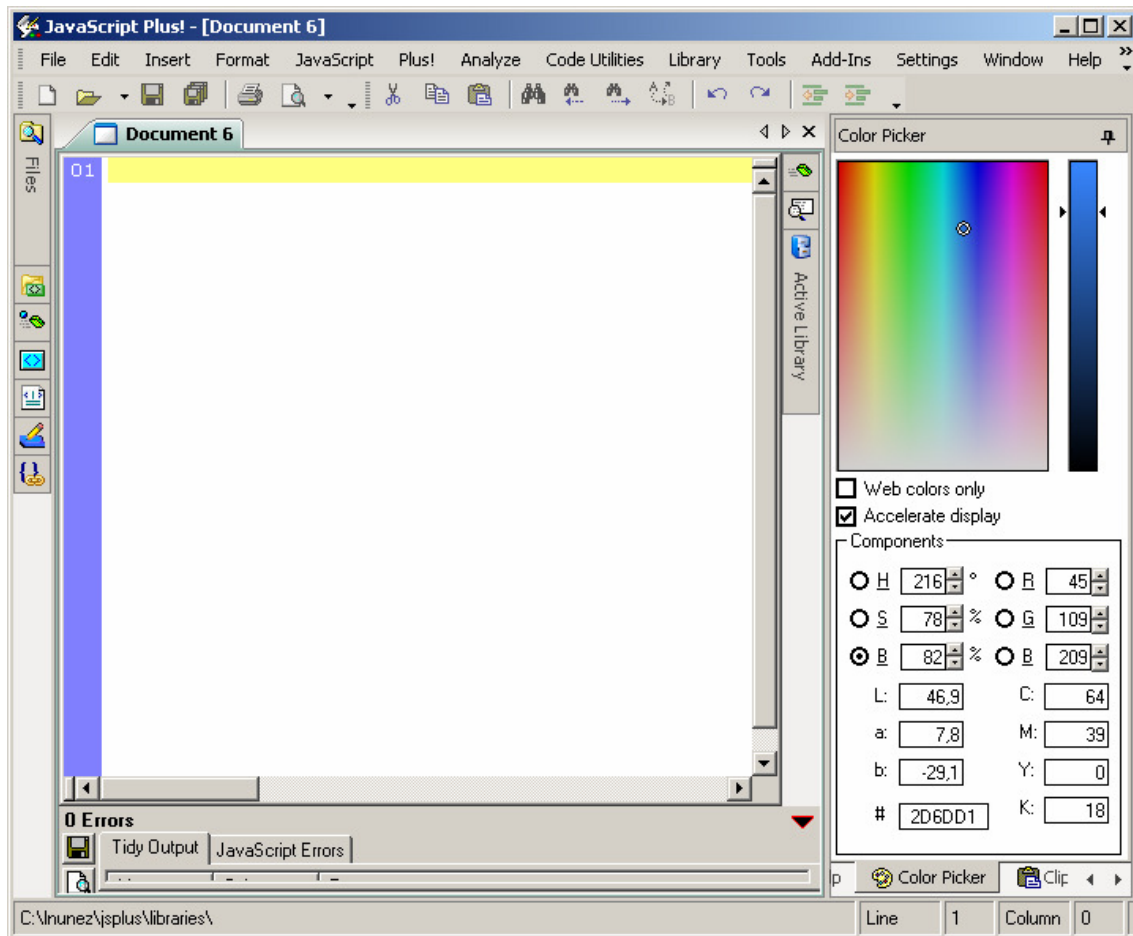 JavaScript Plus! - [Document 6]
File Edit Insert Format JavaScript Plus! Analyze Code Utilities Library Tools Add-Ins Settings Window Help
Document 6
Color Picker
Files
01
Active Library
Web colors only
Accelerate display
Components
H 216 ° R 45
S 78 % G 109
B 82 % B 209
L: 46,9 C: 64
a: 7,8 M: 39
b: -29,1 Y: 0
# 2D6DD1 K: 18
0 Errors
Tidy Output JavaScript Errors
p Color Picker Clip
C:\lnunez\jsplus\libraries\ Line 1 Column 0